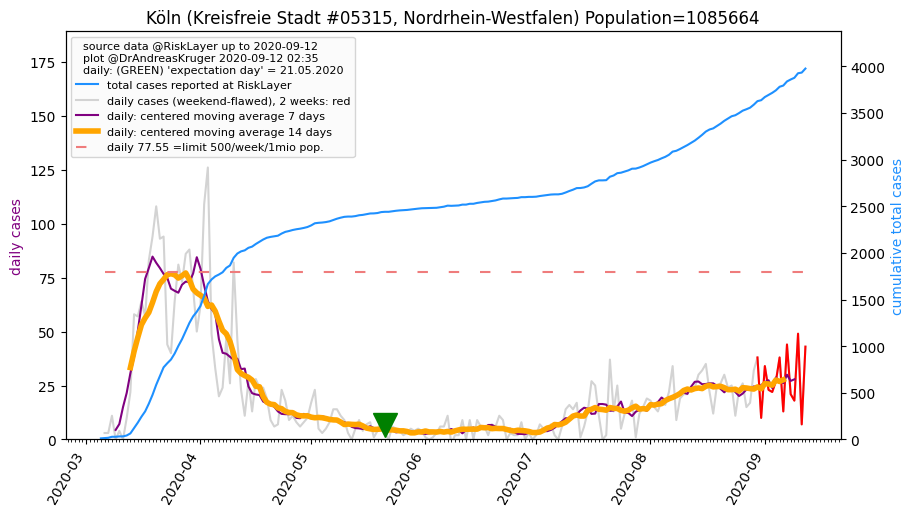 Köln (Kreisfreie Stadt #05315, Nordrhein-Westfalen) Population=1085664
source data @RiskLayer up to 2020-09-12
plot @DrAndreasKruger 2020-09-12 02:35
daily: (GREEN) 'expectation day' = 21.05.2020
total cases reported at RiskLayer
daily cases (weekend-flawed), 2 weeks: red
daily: centered moving average 7 days
daily: centered moving average 14 days
daily 77.55 =limit 500/week/1mio pop.
daily cases
175
150
125
100
75
50
25
0
cumulative total cases
4000
3500
3000
2500
2000
1500
1000
500
0
2020-03
2020-04
2020-05
2020-06
2020-07
2020-08
2020-09